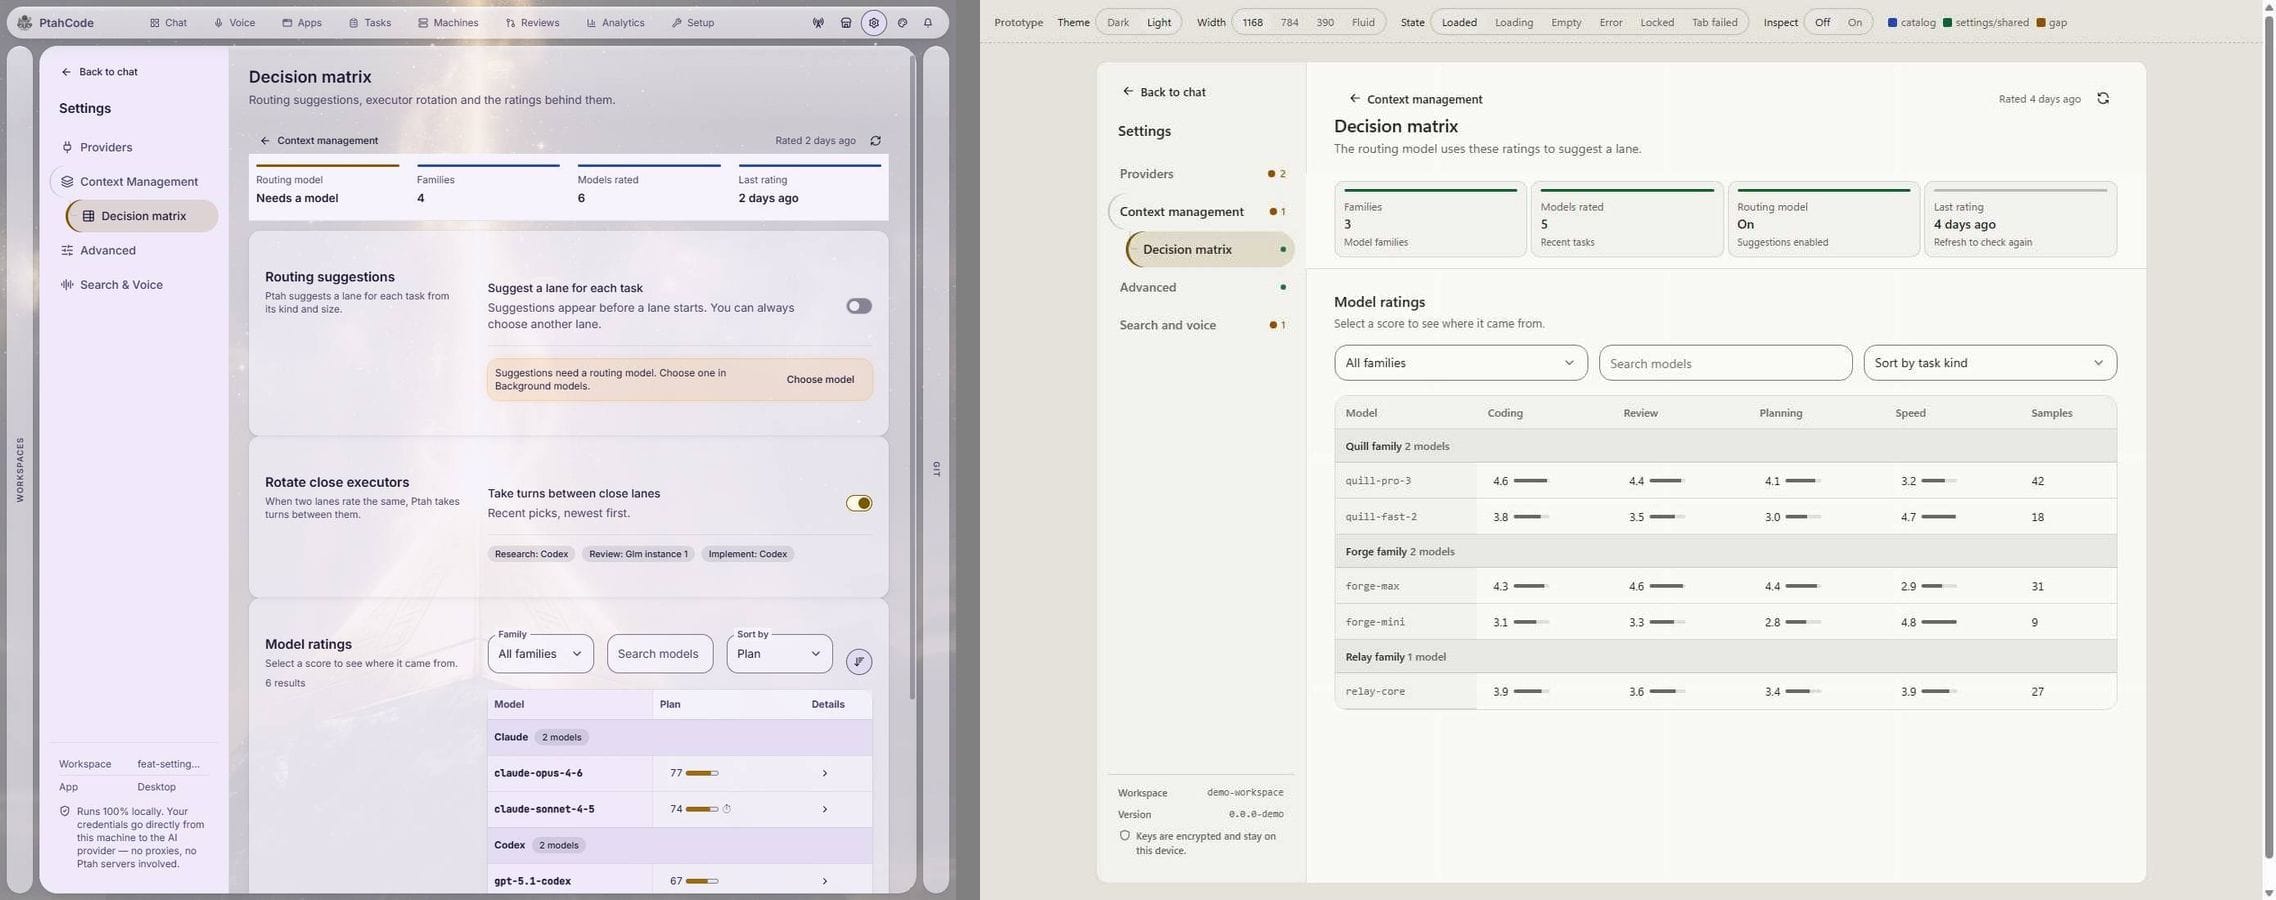 PtahCode
Chat
Voice
Apps
Tasks
Machines
Reviews
Analytics
Setup
WORKSPACES
Back to chat
Settings
Providers
Context Management
Decision matrix
Advanced
Search & Voice
Workspace feat-setting...
App Desktop
Runs 100% locally. Your
credentials go directly from
this machine to the AI
provider — no proxies, no
Ptah servers involved.
Decision matrix
Routing suggestions, executor rotation and the ratings behind them.
Context management
Rated 2 days ago
Routing model
Needs a model
Families
4
Models rated
6
Last rating
2 days ago
Routing suggestions
Ptah suggests a lane for each task from
its kind and size.
Suggest a lane for each task
Suggestions appear before a lane starts. You can always
choose another lane.
Suggestions need a routing model. Choose one in
Background models.
Choose model
Rotate close executors
When two lanes rate the same, Ptah takes
turns between them.
Take turns between close lanes
Recent picks, newest first.
Research: Codex
Review: Glm instance 1
Implement: Codex
Model ratings
Select a score to see where it came from.
6 results
Family
All families
Search models
Sort by
Plan
Model Plan Details
Claude 2 models
claude-opus-4-6 77
claude-sonnet-4-5 74
Codex 2 models
gpt-5.1-codex 67
GIT
Prototype
Theme Dark Light
Width 1168 784 390 Fluid
State Loaded Loading Empty Error Locked Tab failed
Inspect Off On
catalog
settings/shared
gap
Back to chat
Settings
Providers 2
Context management 1
Decision matrix
Advanced
Search and voice 1
Workspace demo-workspace
Version 0.0.0-demo
Keys are encrypted and stay on
this device.
Context management
Rated 4 days ago
Decision matrix
The routing model uses these ratings to suggest a lane.
Families
3
Model families
Models rated
5
Recent tasks
Routing model
On
Suggestions enabled
Last rating
4 days ago
Refresh to check again
Model ratings
Select a score to see where it came from.
All families
Search models
Sort by task kind
Model Coding Review Planning Speed Samples
Quill family 2 models
quill-pro-3 4.6 4.4 4.1 3.2 42
quill-fast-2 3.8 3.5 3.0 4.7 18
Forge family 2 models
forge-max 4.3 4.6 4.4 2.9 31
forge-mini 3.1 3.3 2.8 4.8 9
Relay family 1 model
relay-core 3.9 3.6 3.4 3.9 27